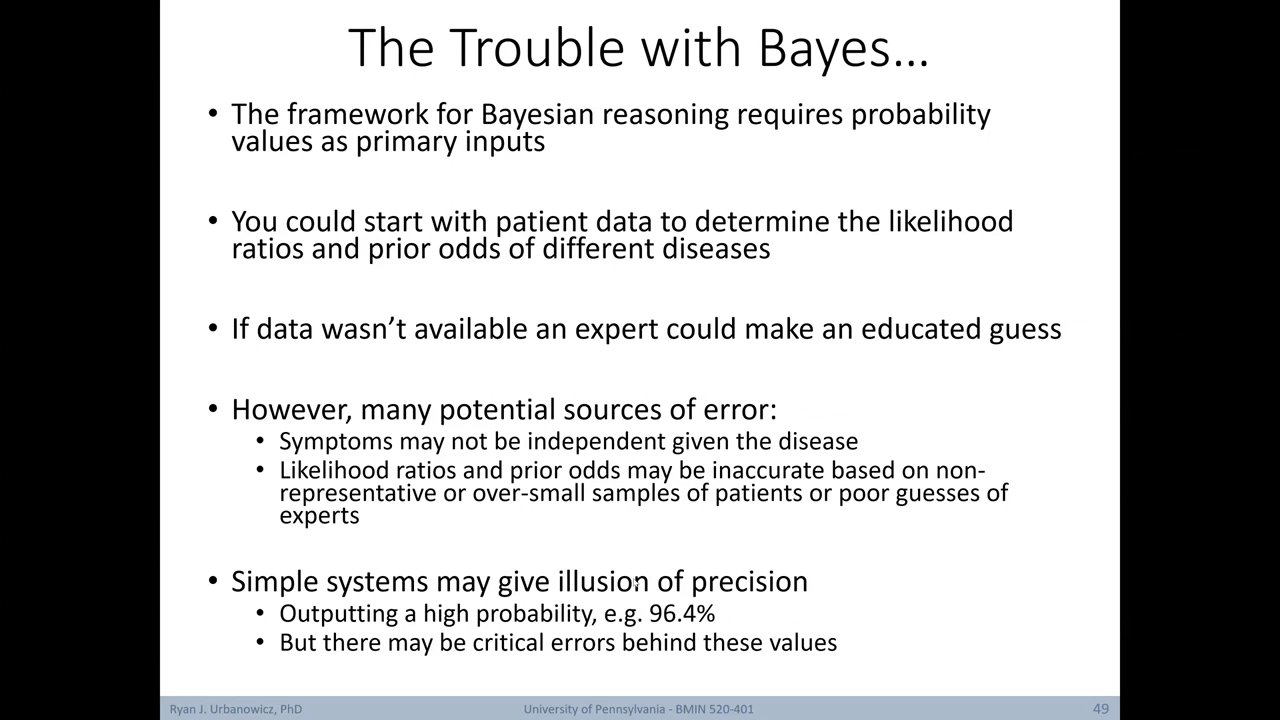 The Trouble with Bayes...
• The framework for Bayesian reasoning requires probability
values as primary inputs
• You could start with patient data to determine the likelihood
ratios and prior odds of different diseases
• If data wasn’t available an expert could make an educated guess
• However, many potential sources of error:
• Symptoms may not be independent given the disease
• Likelihood ratios and prior odds may be inaccurate based on non-
representative or over-small samples of patients or poor guesses of
experts
• Simple systems may give illusion of precision
• Outputting a high probability, e.g. 96.4%
• But there may be critical errors behind these values
Ryan J. Urbanowicz, PhD
University of Pennsylvania - BMIN 520-401
49